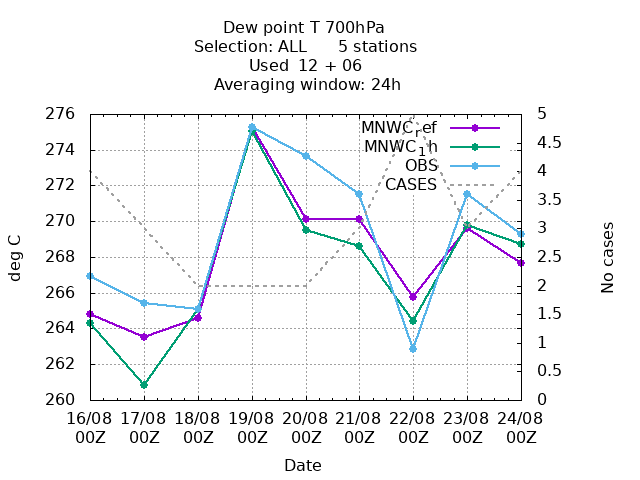 Dew point T 700hPa
Selection: ALL      5 stations
Used  12 + 06
Averaging window: 24h
276
274
272
270
268
266
264
262
260
5
4.5
4
3.5
3
2.5
2
1.5
1
0.5
0
MNWC_ref
MNWC_1h
OBS
CASES
deg C
No cases
16/08 17/08 18/08 19/08 20/08 21/08 22/08 23/08 24/08
00Z 00Z 00Z 00Z 00Z 00Z 00Z 00Z 00Z
Date